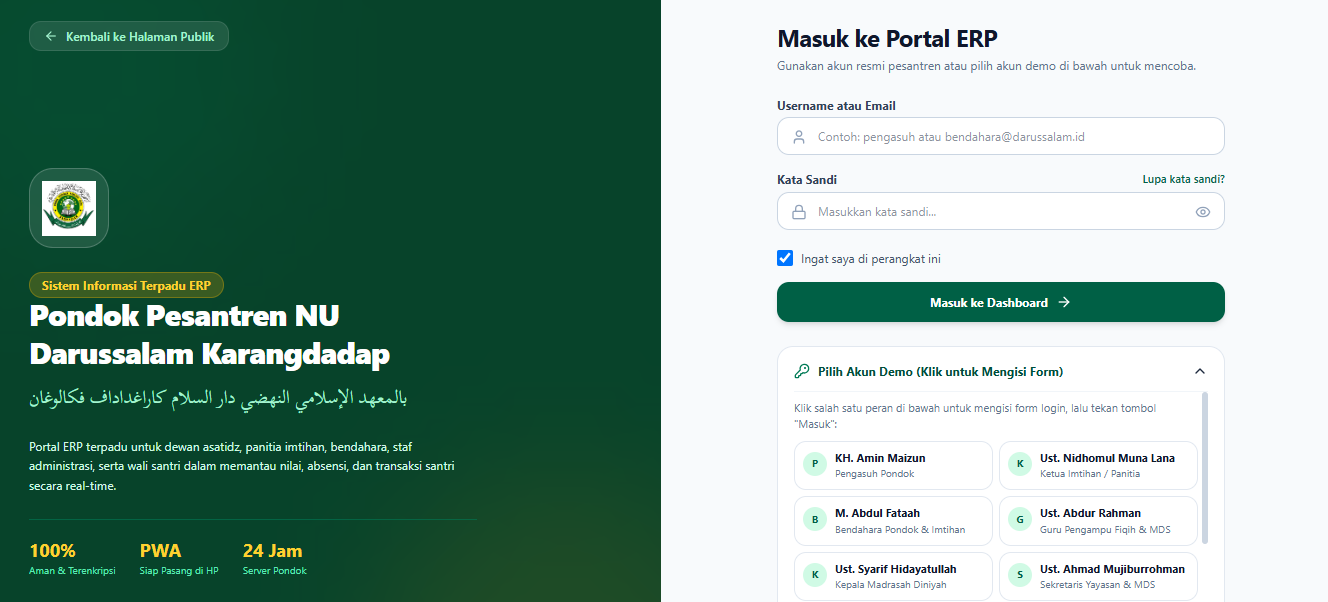 Kembali ke Halaman Publik
Sistem Informasi Terpadu ERP
Pondok Pesantren NU
Darussalam Karangdadap
بالمعهد الإسلامي النهضي دار السلام كاراغداداف فكالوغان
Portal ERP terpadu untuk dewan asatidz, panitia imtihan, bendahara, staf
administrasi, serta wali santri dalam memantau nilai, absensi, dan transaksi santri
secara real-time.
100%
Aman & Terenkripsi
PWA
Siap Pasang di HP
24 Jam
Server Pondok
Masuk ke Portal ERP
Gunakan akun resmi pesantren atau pilih akun demo di bawah untuk mencoba.
Username atau Email
Contoh: pengasuh atau bendahara@darussalam.id
Kata Sandi
Lupa kata sandi?
Masukkan kata sandi...
Ingat saya di perangkat ini
Masuk ke Dashboard
Pilih Akun Demo (Klik untuk Mengisi Form)
Klik salah satu peran di bawah untuk mengisi form login, lalu tekan tombol
"Masuk":
P
KH. Amin Maizun
Pengasuh Pondok
K
Ust. Nidhomul Muna Lana
Ketua Imtihan / Panitia
B
M. Abdul Fataah
Bendahara Pondok & Imtihan
G
Ust. Abdur Rahman
Guru Pengampu Fiqih & MDS
K
Ust. Syarif Hidayatullah
Kepala Madrasah Diniyah
S
Ust. Ahmad Mujiburrohman
Sekretaris Yayasan & MDS